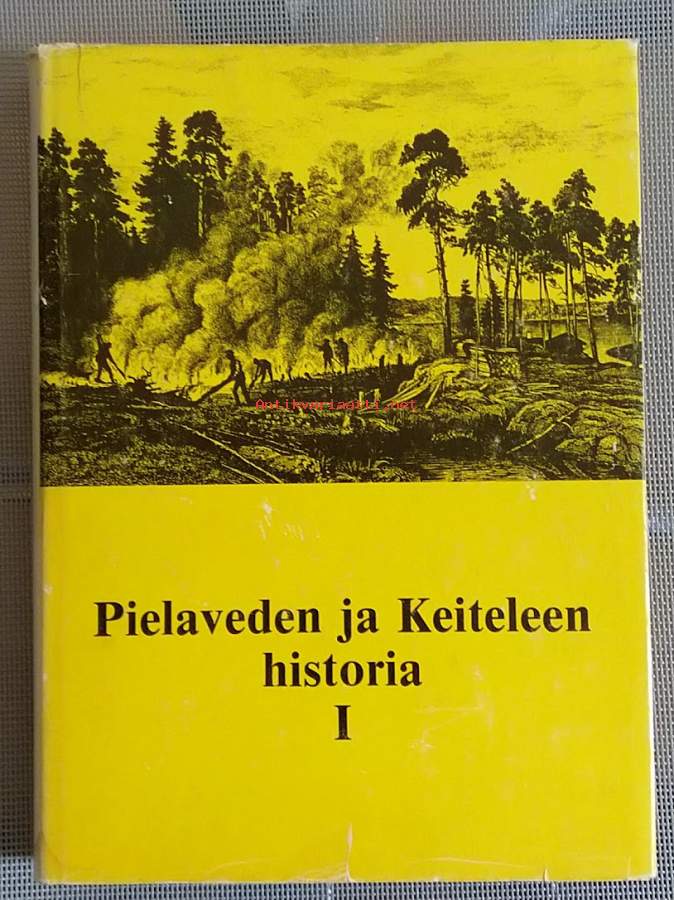 Antikvariaatti.net
Pielaveden ja Keiteleen
historia
I